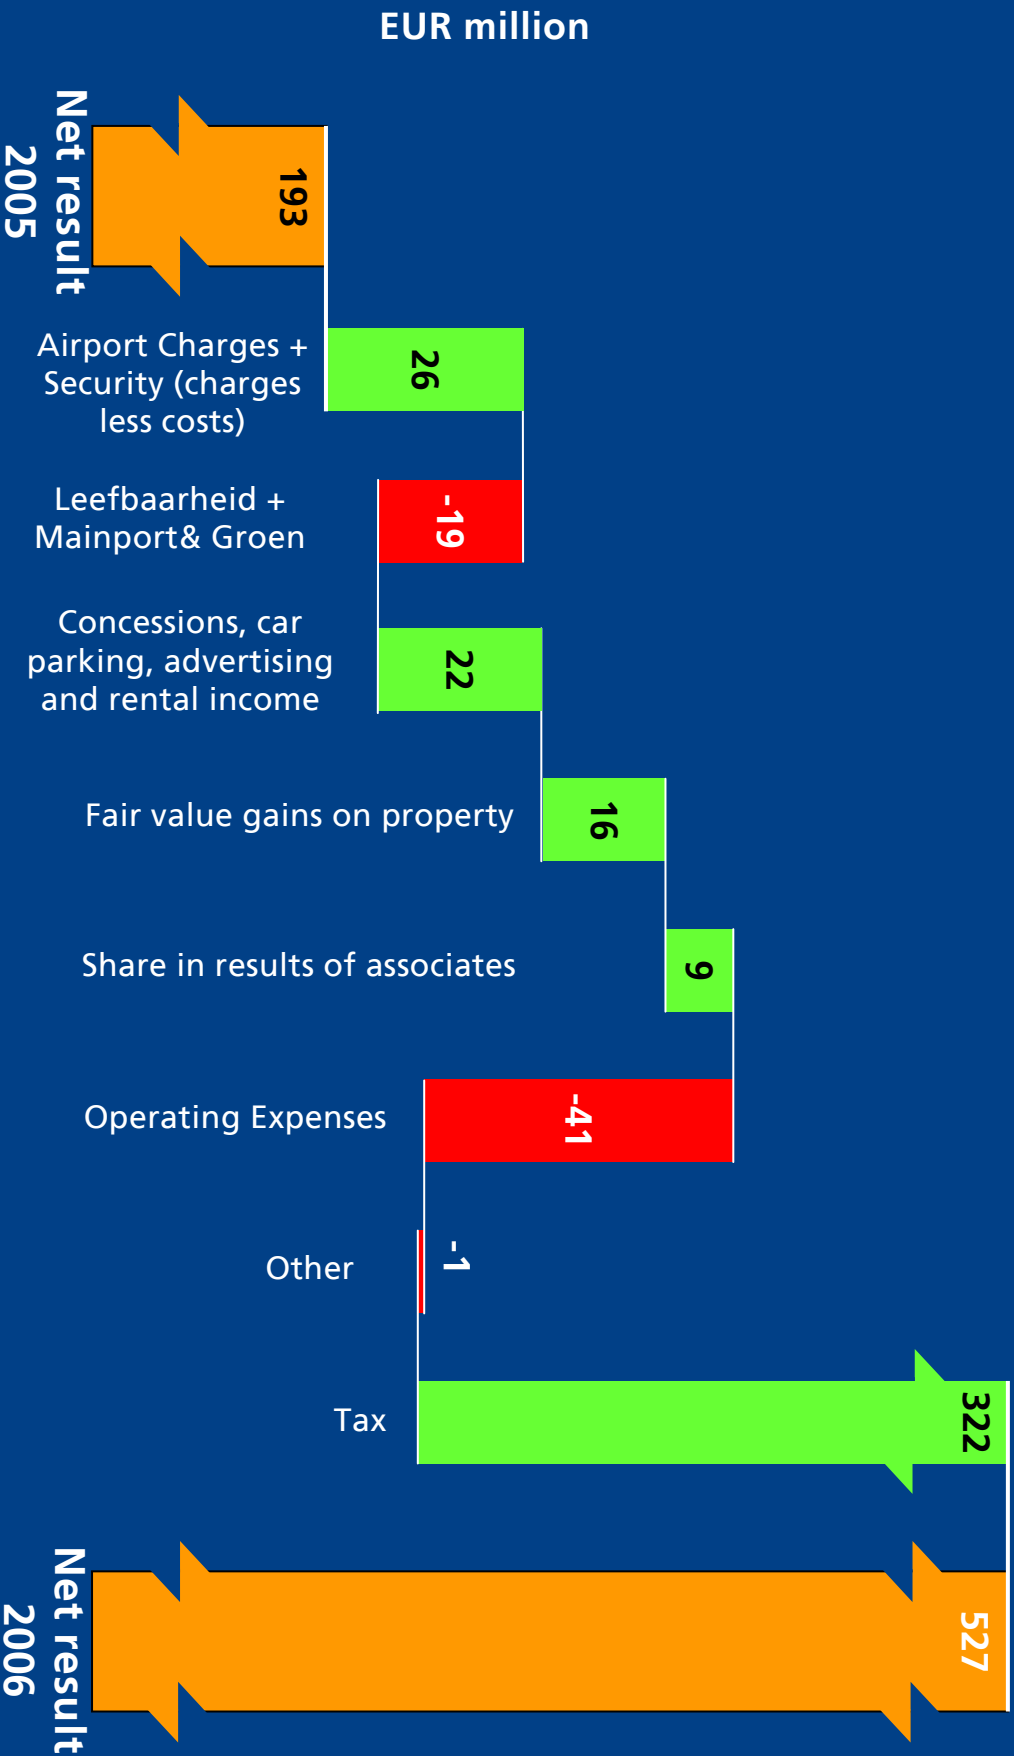 EUR million
Net result
2005
193
Airport Charges +
Security (charges
less costs)
26
Leefbaarheid +
Mainport& Groen
-19
Concessions, car
parking, advertising
and rental income
22
Fair value gains on property
16
Share in results of associates
9
Operating Expenses
-41
Other
-1
Tax
322
Net result
2006
527